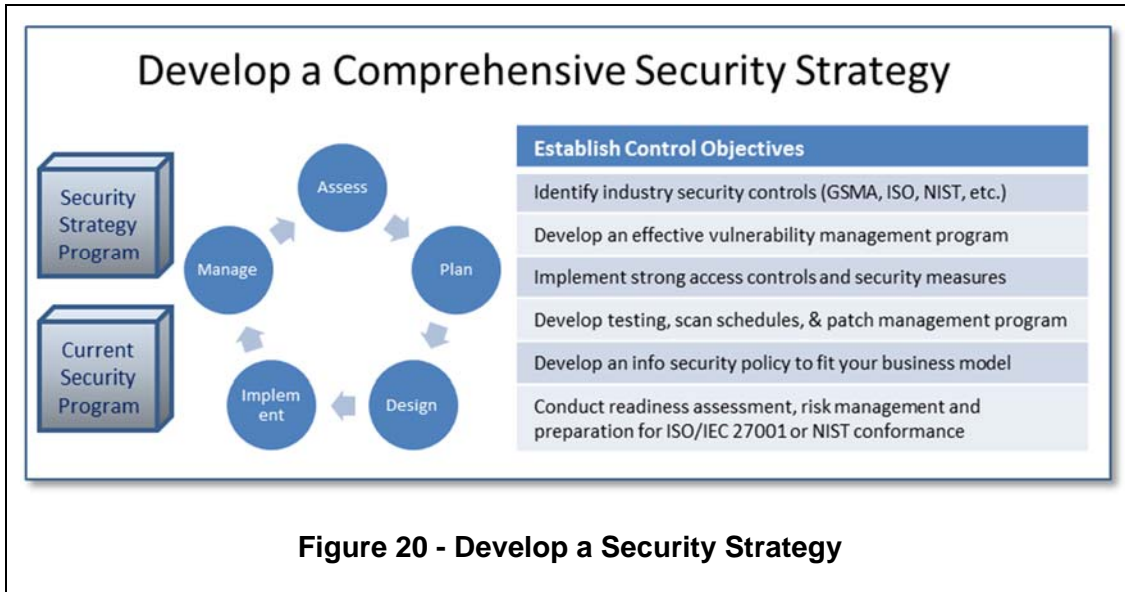 Develop a Comprehensive Security Strategy
Security
Strategy
Program
Current
Security
Program
Assess
Plan
Design
Implem
ent
Manage
Establish Control Objectives
Identify industry security controls (GSMA, ISO, NIST, etc.)
Develop an effective vulnerability management program
Implement strong access controls and security measures
Develop testing, scan schedules, & patch management program
Develop an info security policy to fit your business model
Conduct readiness assessment, risk management and
preparation for ISO/IEC 27001 or NIST conformance
Figure 20 - Develop a Security Strategy